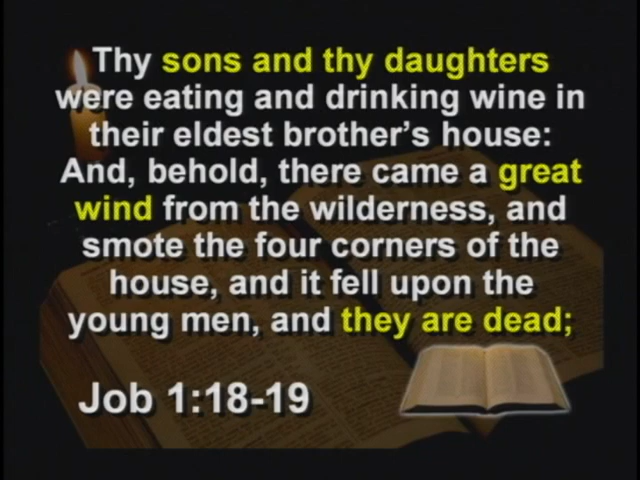 Thy sons and thy daughters
were eating and drinking wine in
their eldest brother's house:
And, behold, there came a great
wind from the wilderness, and
smote the four corners of the
house, and it fell upon the
young men, and they are dead;
Job 1:18-19